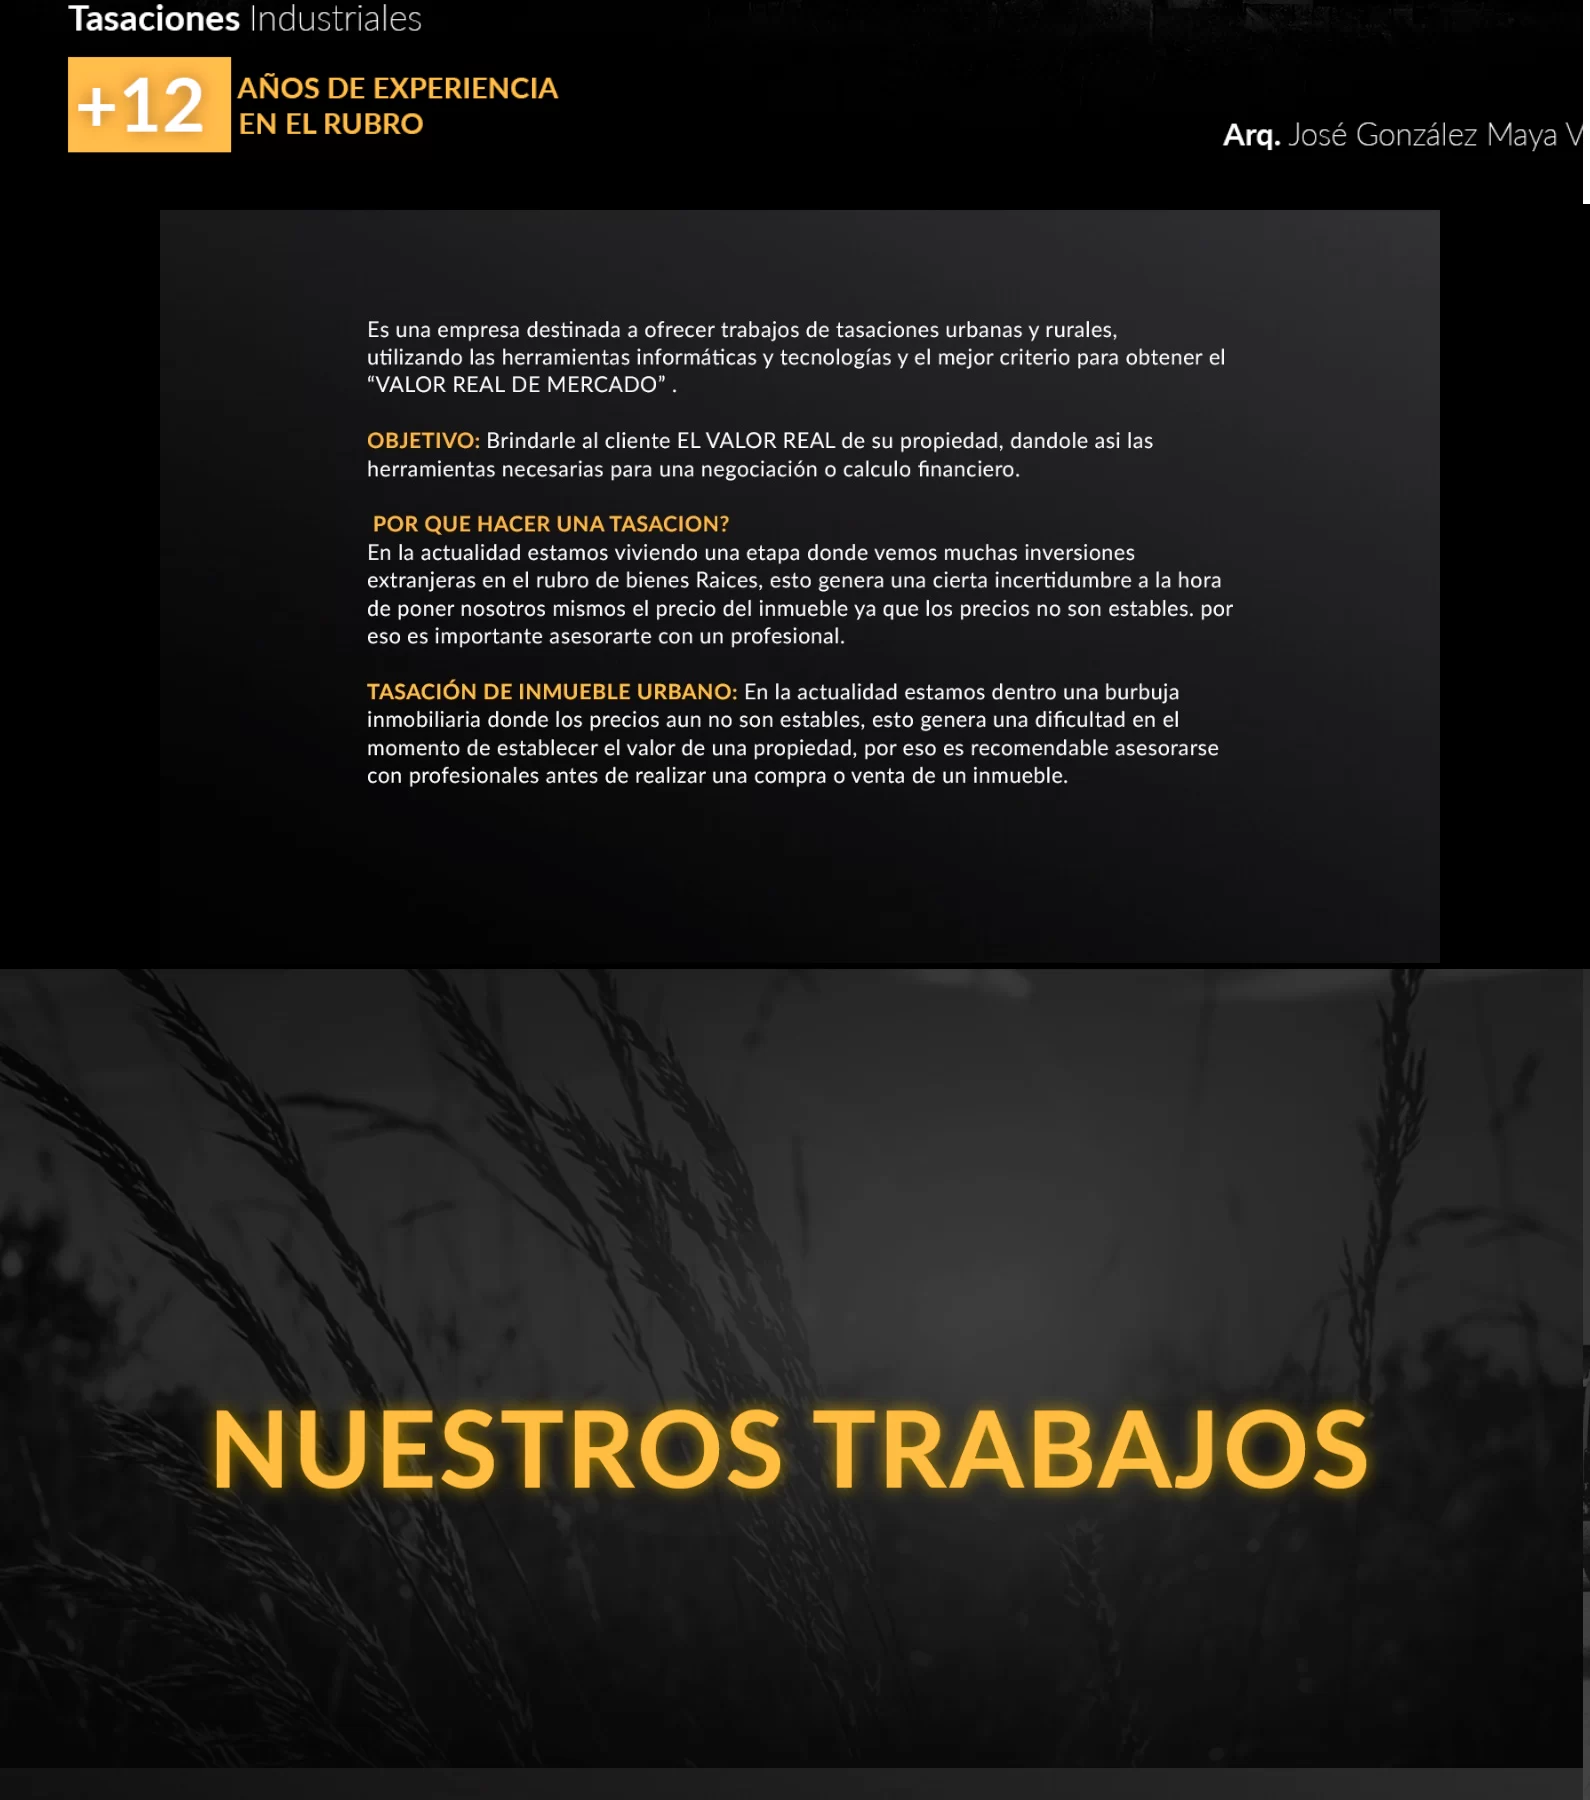 Tasaciones Industriales
+12 AÑOS DE EXPERIENCIA
EN EL RUBRO
Arq. José González Maya V
Es una empresa destinada a ofrecer trabajos de tasaciones urbanas y rurales,
utilizando las herramientas informáticas y tecnologías y el mejor criterio para obtener el
“VALOR REAL DE MERCADO” .
OBJETIVO: Brindarle al cliente EL VALOR REAL de su propiedad, dandole asi las
herramientas necesarias para una negociación o calculo financiero.
POR QUE HACER UNA TASACION?
En la actualidad estamos viviendo una etapa donde vemos muchas inversiones
extranjeras en el rubro de bienes Raices, esto genera una cierta incertidumbre a la hora
de poner nosotros mismos el precio del inmueble ya que los precios no son estables. por
eso es importante asesorarte con un profesional.
TASACIÓN DE INMUEBLE URBANO: En la actualidad estamos dentro una burbuja
inmobiliaria donde los precios aun no son estables, esto genera una dificultad en el
momento de establecer el valor de una propiedad, por eso es recomendable asesorarse
con profesionales antes de realizar una compra o venta de un inmueble.
NUESTROS TRABAJOS